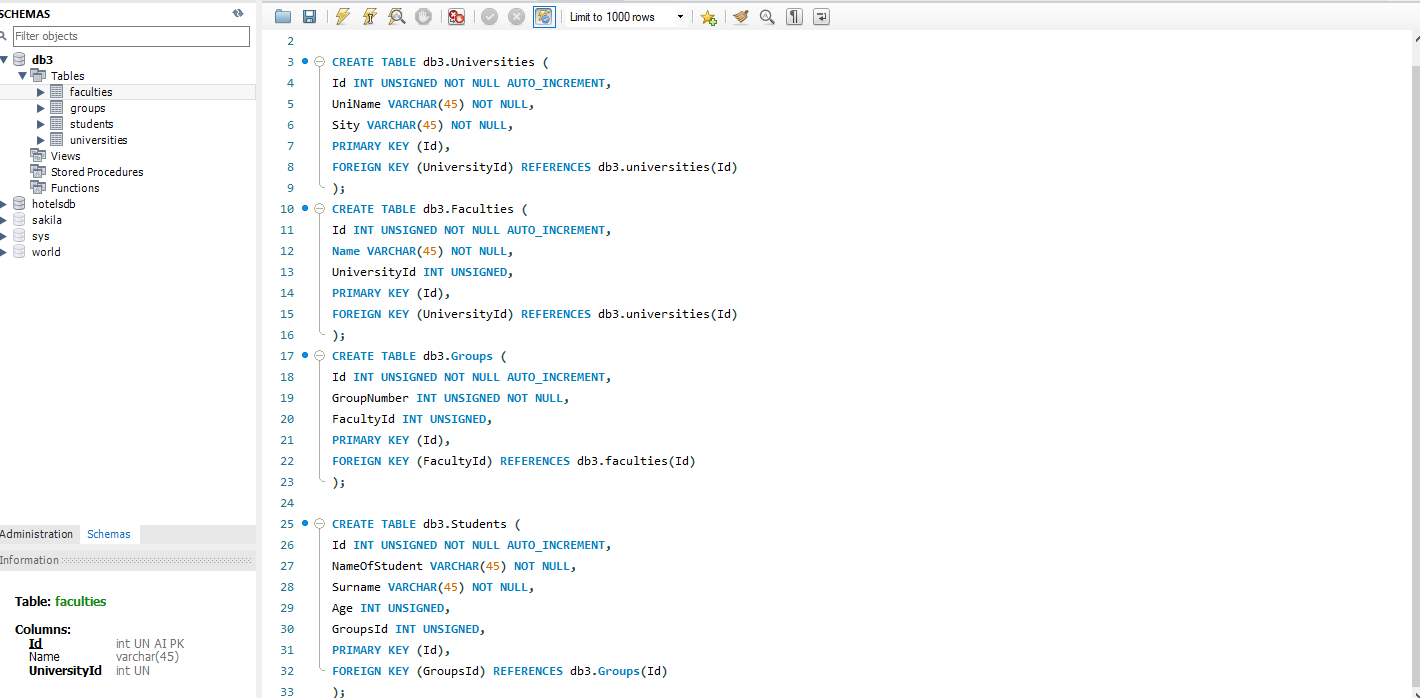 SCHEMAS
Filter objects
db3
Tables
faculties
groups
students
universities
Views
Stored Procedures
Functions
hotelsdb
sakila
sys
world
Administration Schemas
Information
Table: faculties
Columns:
Id int UN AI PK
Name varchar(45)
UniversityId int UN
Limit to 1000 rows
2
3 CREATE TABLE db3.Universities (
4 Id INT UNSIGNED NOT NULL AUTO_INCREMENT,
5 UniName VARCHAR(45) NOT NULL,
6 Sity VARCHAR(45) NOT NULL,
7 PRIMARY KEY (Id),
8 FOREIGN KEY (UniversityId) REFERENCES db3.universities(Id)
9 );
10 CREATE TABLE db3.Faculties (
11 Id INT UNSIGNED NOT NULL AUTO_INCREMENT,
12 Name VARCHAR(45) NOT NULL,
13 UniversityId INT UNSIGNED,
14 PRIMARY KEY (Id),
15 FOREIGN KEY (UniversityId) REFERENCES db3.universities(Id)
16 );
17 CREATE TABLE db3.Groups (
18 Id INT UNSIGNED NOT NULL AUTO_INCREMENT,
19 GroupNumber INT UNSIGNED NOT NULL,
20 FacultyId INT UNSIGNED,
21 PRIMARY KEY (Id),
22 FOREIGN KEY (FacultyId) REFERENCES db3.faculties(Id)
23 );
24
25 CREATE TABLE db3.Students (
26 Id INT UNSIGNED NOT NULL AUTO_INCREMENT,
27 NameOfStudent VARCHAR(45) NOT NULL,
28 Surname VARCHAR(45) NOT NULL,
29 Age INT UNSIGNED,
30 GroupsId INT UNSIGNED,
31 PRIMARY KEY (Id),
32 FOREIGN KEY (GroupsId) REFERENCES db3.Groups(Id)
33 );